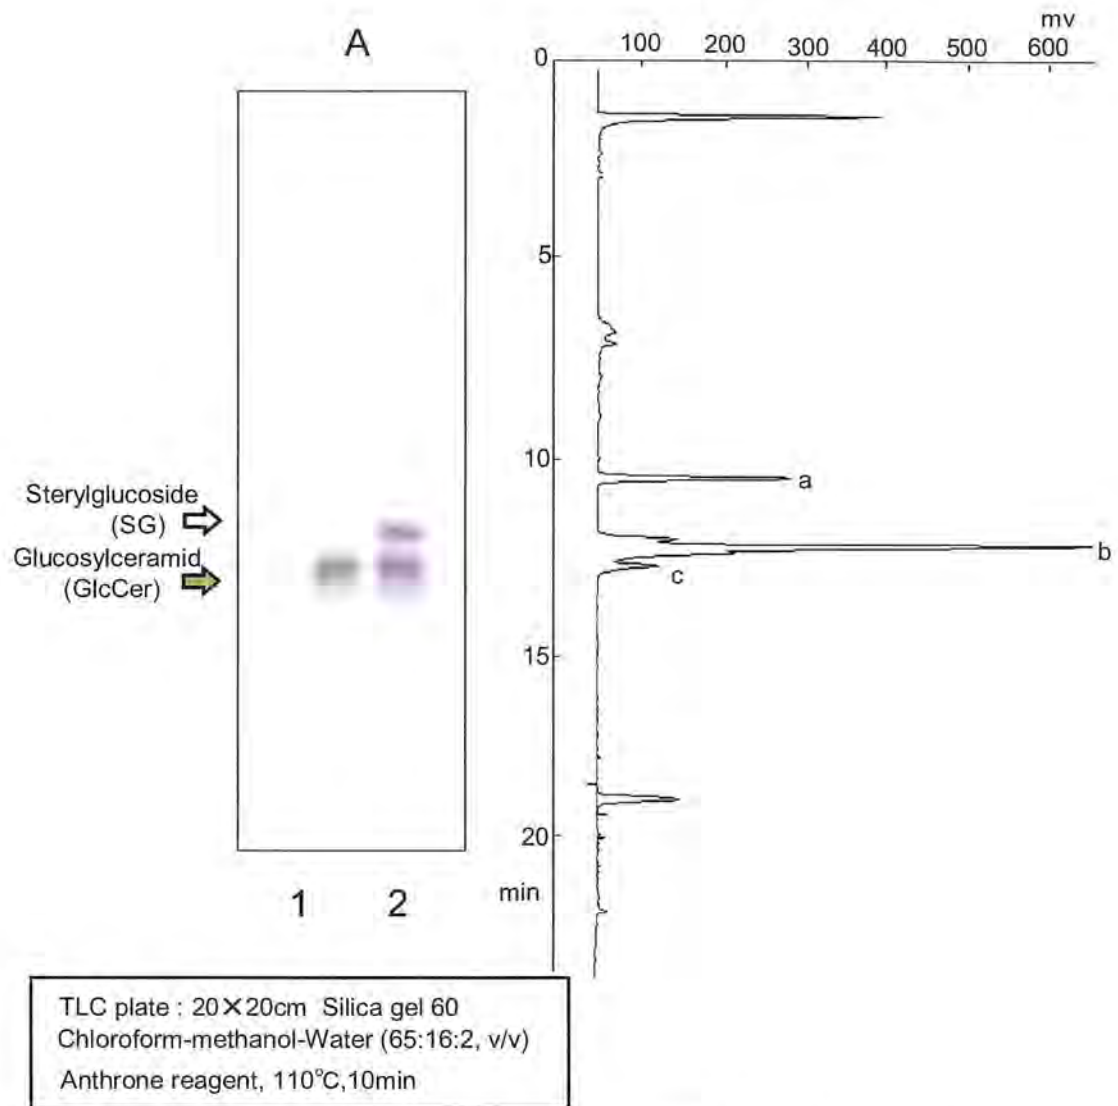 A
Sterylglucoside
(SG)
Glucosylceramid
(GlcCer)
1 2
mv
0 100 200 300 400 500 600
5
10
15
20
min
a
b
c
TLC plate : 20×20cm Silica gel 60
Chloroform-methanol-Water (65:16:2, v/v)
Anthrone reagent, 110℃,10min